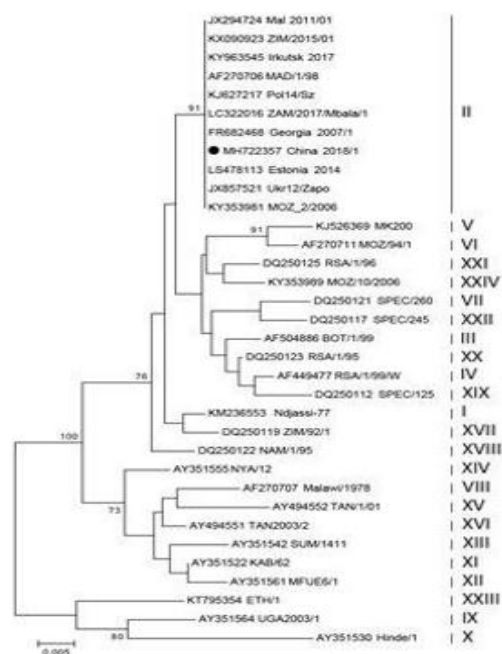 JX294724 Mal 2011/01
KX090923 ZIM/2015/01
KY963545 Irkutsk 2017
AF270706 MAD/1/98
KJ627217 Pol14/Sz
91
LC322016 ZAM/2017/Mbala/1
II
FR682468 Georgia 2007/1
MH722357 China 2018/1
LS478113 Estonia 2014
JX857521 Ukr12/Zapo
KY353981 MOZ_2/2006
91
KJ526369 MK200
V
AF270711 MOZ/94/1
VI
DQ250125 RSA/1/96
XXI
KY353989 MOZ/10/2006
XXIV
DQ250121 SPEC/260
VII
DQ250117 SPEC/245
XXII
AF504886 BOT/1/99
III
DQ250123 RSA/1/95
XX
76
AF449477 RSA/1/99/W
IV
DQ250112 SPEC/125
XIX
KM236553 Ndjassi-77
I
DQ250119 ZIM/92/1
XVII
100
DQ250122 NAM/1/95
XVIII
AY351555 NYA/12
XIV
AF270707 Malawi/1978
VIII
73
AY494552 TAN/1/01
XV
AY494551 TAN2003/2
XVI
AY351542 SUM/1411
XIII
AY351522 KAB/62
XI
AY351561 MFUE6/1
XII
KT795354 ETH/1
XXIII
AY351564 UGA2003/1
IX
80
AY351530 Hinde/1
X
0.005